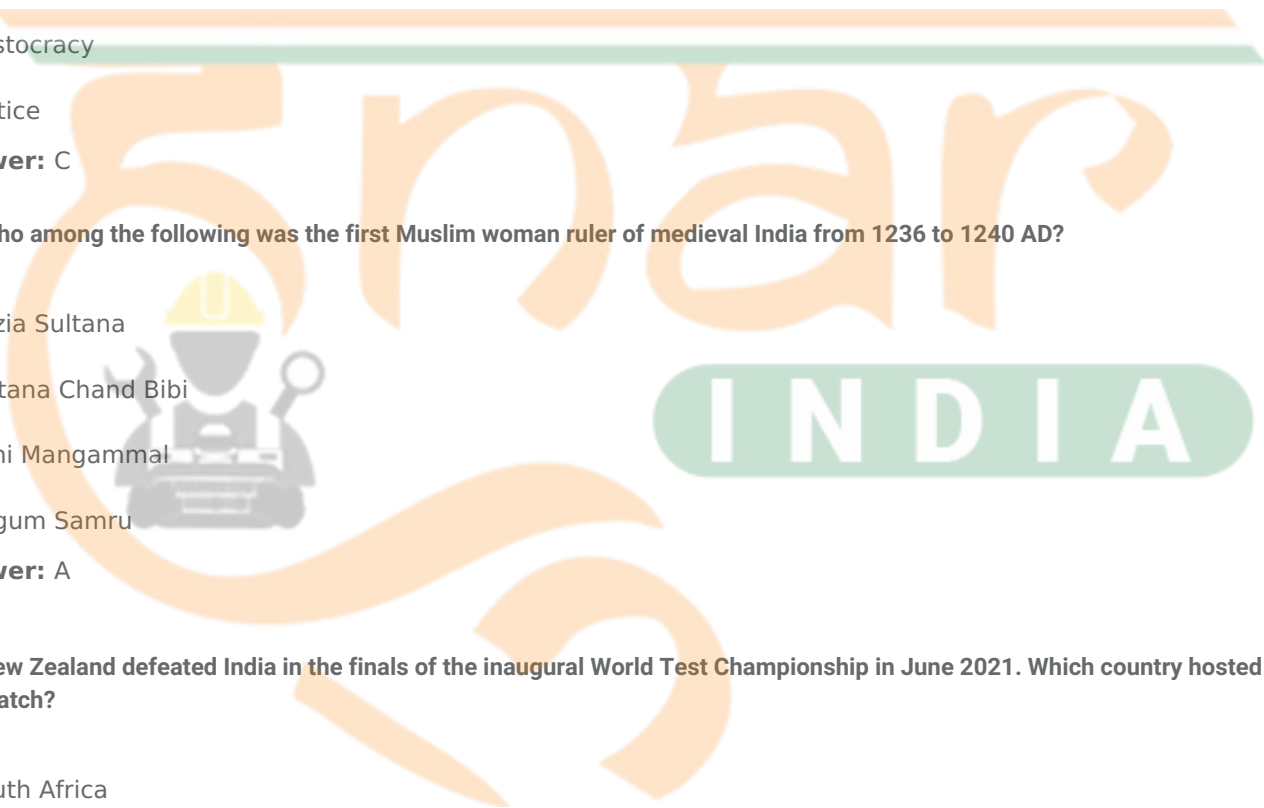 stocracy
tice
ver: C
ho among the following was the first Muslim woman ruler of medieval India from 1236 to 1240 AD?
zia Sultana
tana Chand Bibi
ni Mangammal
gum Samru
ver: A
ew Zealand defeated India in the finals of the inaugural World Test Championship in June 2021. Which country hosted
atch?
uth Africa
हnar
INDIA